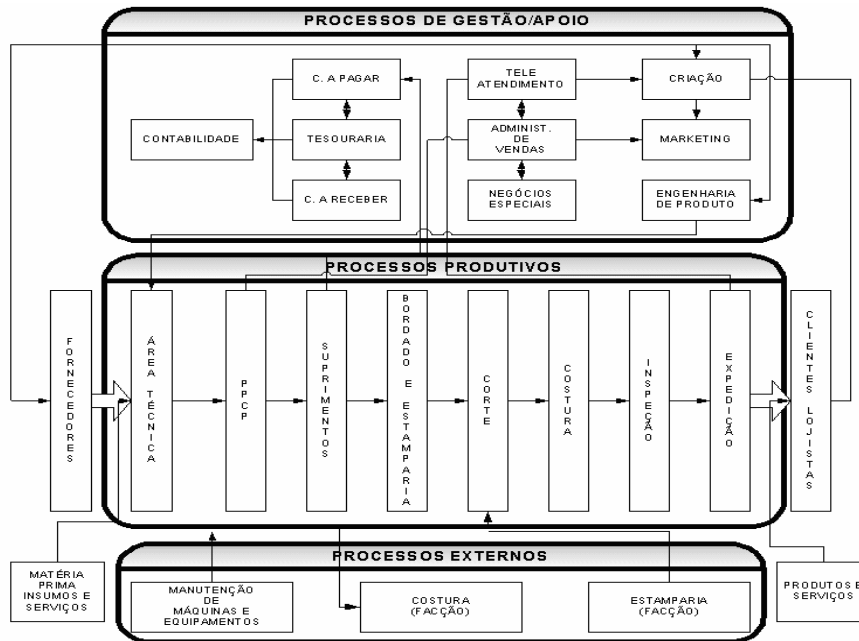 PROCESSOS DE GESTÃO/APOIO
C. A PAGAR
TELE
ATENDIMENTO
CRIAÇÃO
CONTABILIDADE
TESOURARIA
ADMINIST.
DE
VENDAS
MARKETING
C. A RECEBER
NEGÓCIOS
ESPECIAIS
ENGENHARIA
DE PRODUTO
PROCESSOS PRODUTIVOS
FORNECEDORES
ÁREA TÉCNICA
PPCP
SUPRIMENTOS
BORDADO E ESTAMPARIA
CORTE
COSTURA
INSPEÇÃO
EXPEDIÇÃO
CLIENTES LOJISTAS
MATÉRIA
PRIMA
INSUMOS E
SERVIÇOS
PROCESSOS EXTERNOS
MANUTENÇÃO
DE
MÁQUINAS E
EQUIPAMENTOS
COSTURA
(FACÇÃO)
ESTAMPARIA
(FACÇÃO)
PRODUTOS E
SERVIÇOS